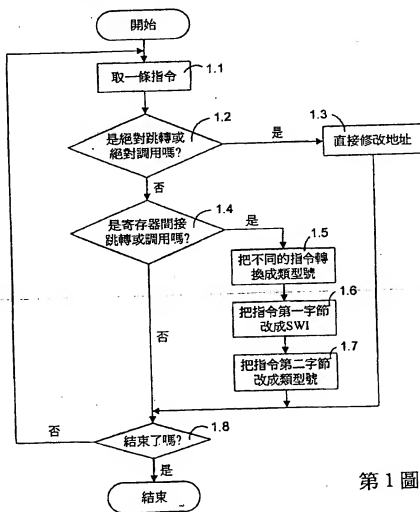 開始
1.1
取一條指令
1.2
是絕對跳轉或
絕對調用嗎?
是
1.3
直接修改地址
否
1.4
是寄存器間接
跳轉或調用嗎?
是
1.5
把不同的指令轉
換成類型號
1.6
把指令第一字節
改成SWI
1.7
把指令第二字節
改成類型號
否
1.8
結束了嗎?
否
是
結束
第1圖